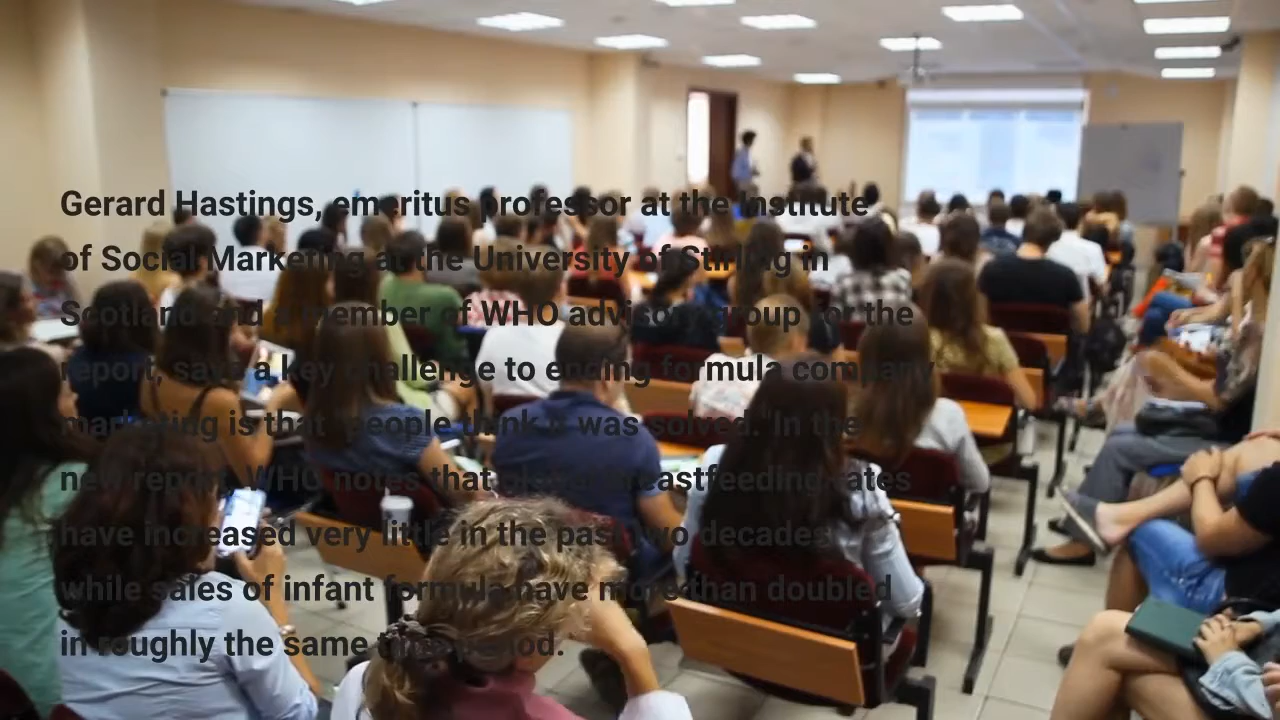 Gerard Hastings, emeritus professor at the Institute
of Social Marketing at the University of Stirling in
Scotland and a member of WHO advisory group for the
report, says a key challenge to ending formula company
marketing is that "people think it was solved." In the
new report, WHO notes that global breastfeeding rates
have increased very little in the past two decades,
while sales of infant formula have more than doubled
in roughly the same time period.